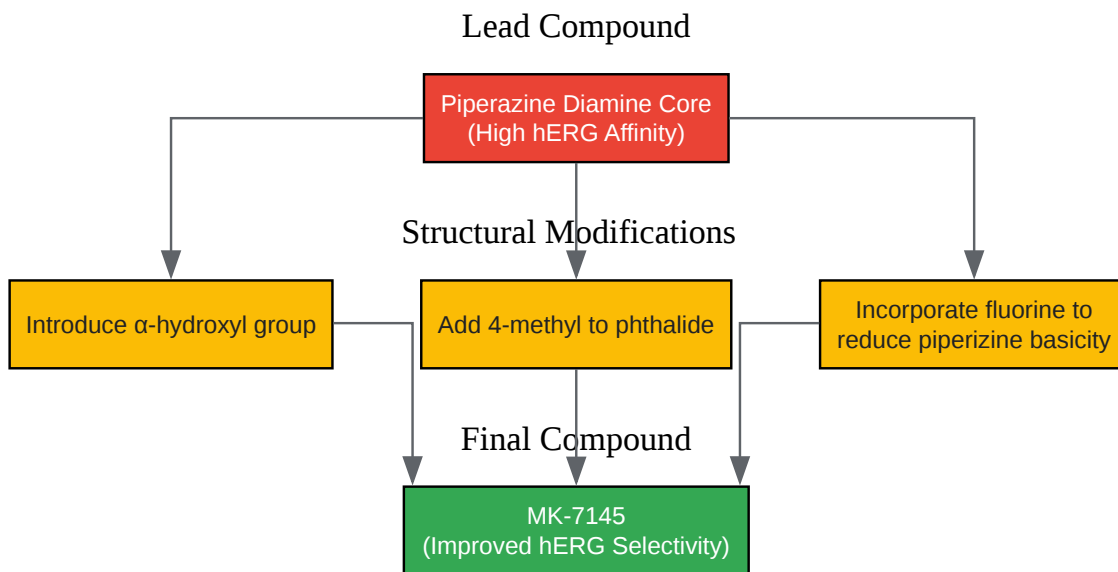 Lead Compound
Piperazine Diamine Core
(High hERG Affinity)
Structural Modifications
Introduce α-hydroxyl group
Add 4-methyl to phthalide
Incorporate fluorine to
reduce piperizine basicity
Final Compound
MK-7145
(Improved hERG Selectivity)